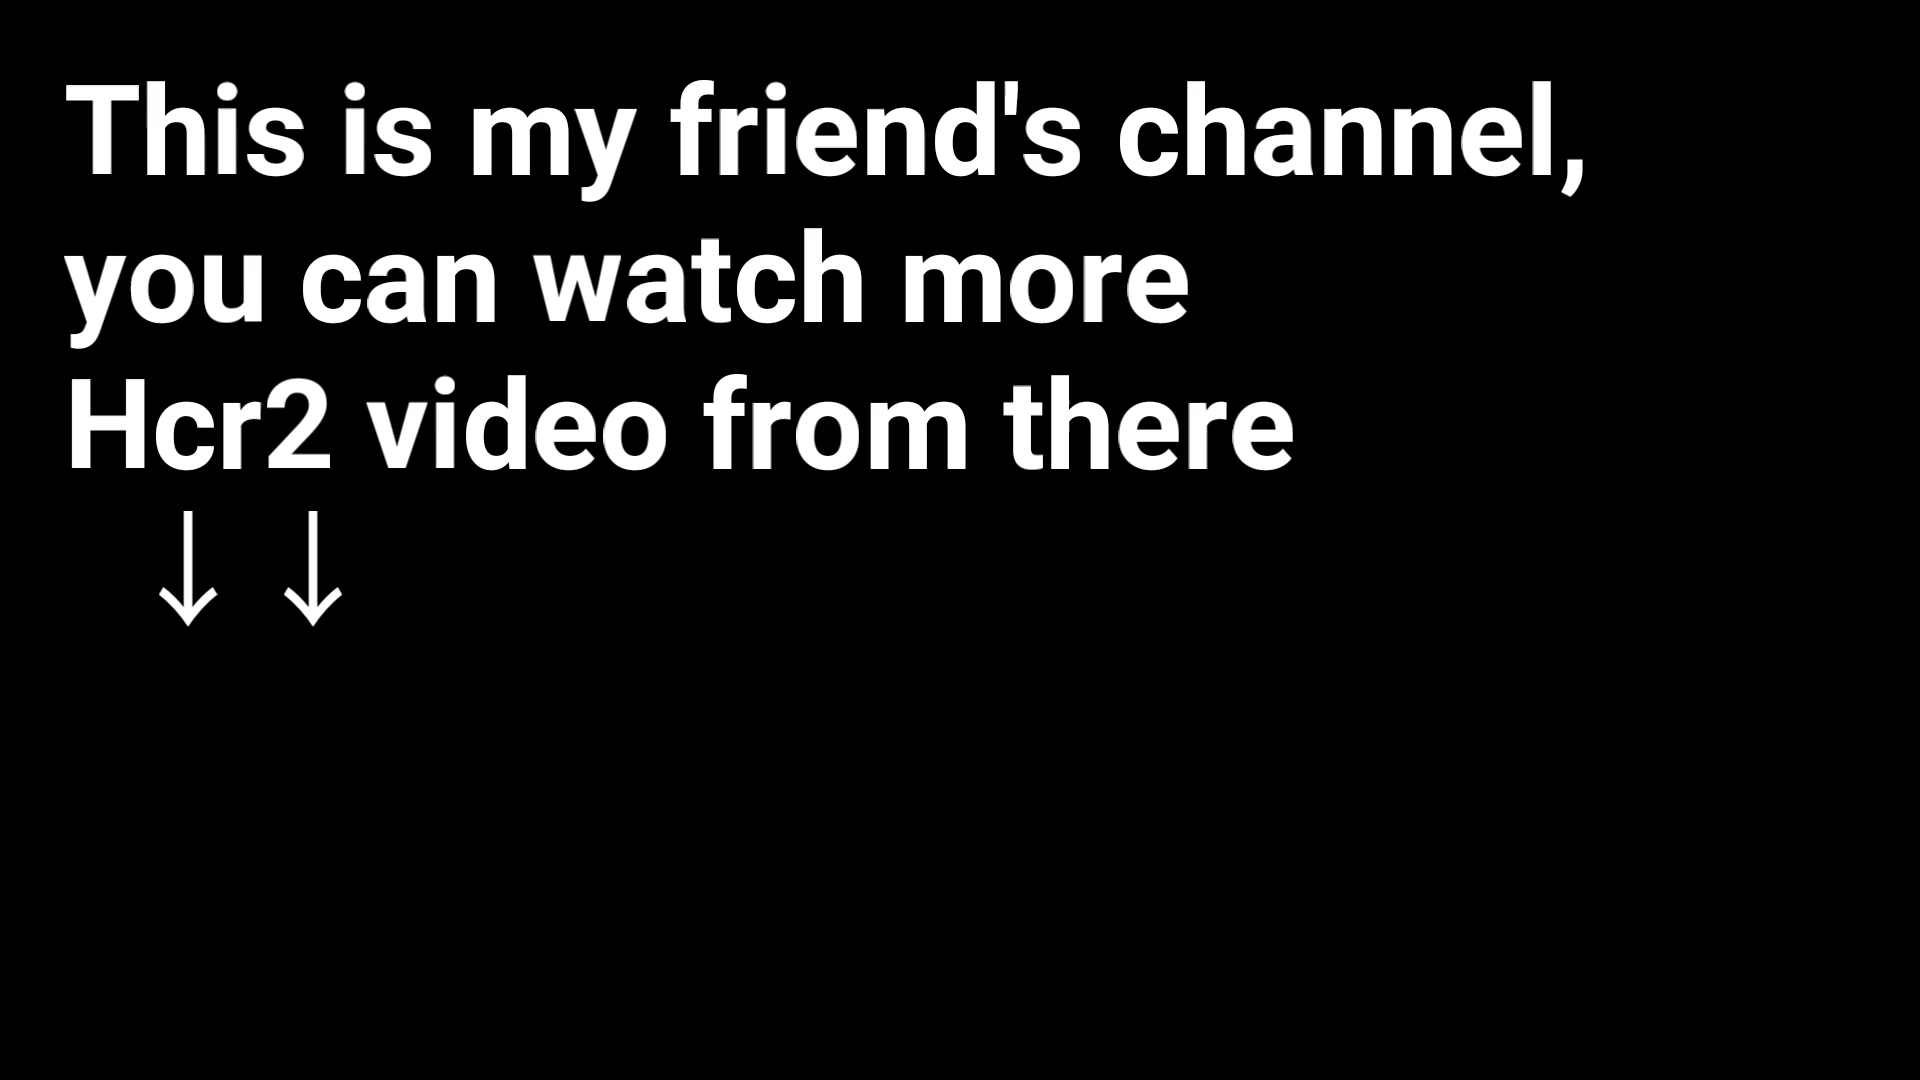 This is my friend's channel,
you can watch more
Hcr2 video from there
↓ ↓